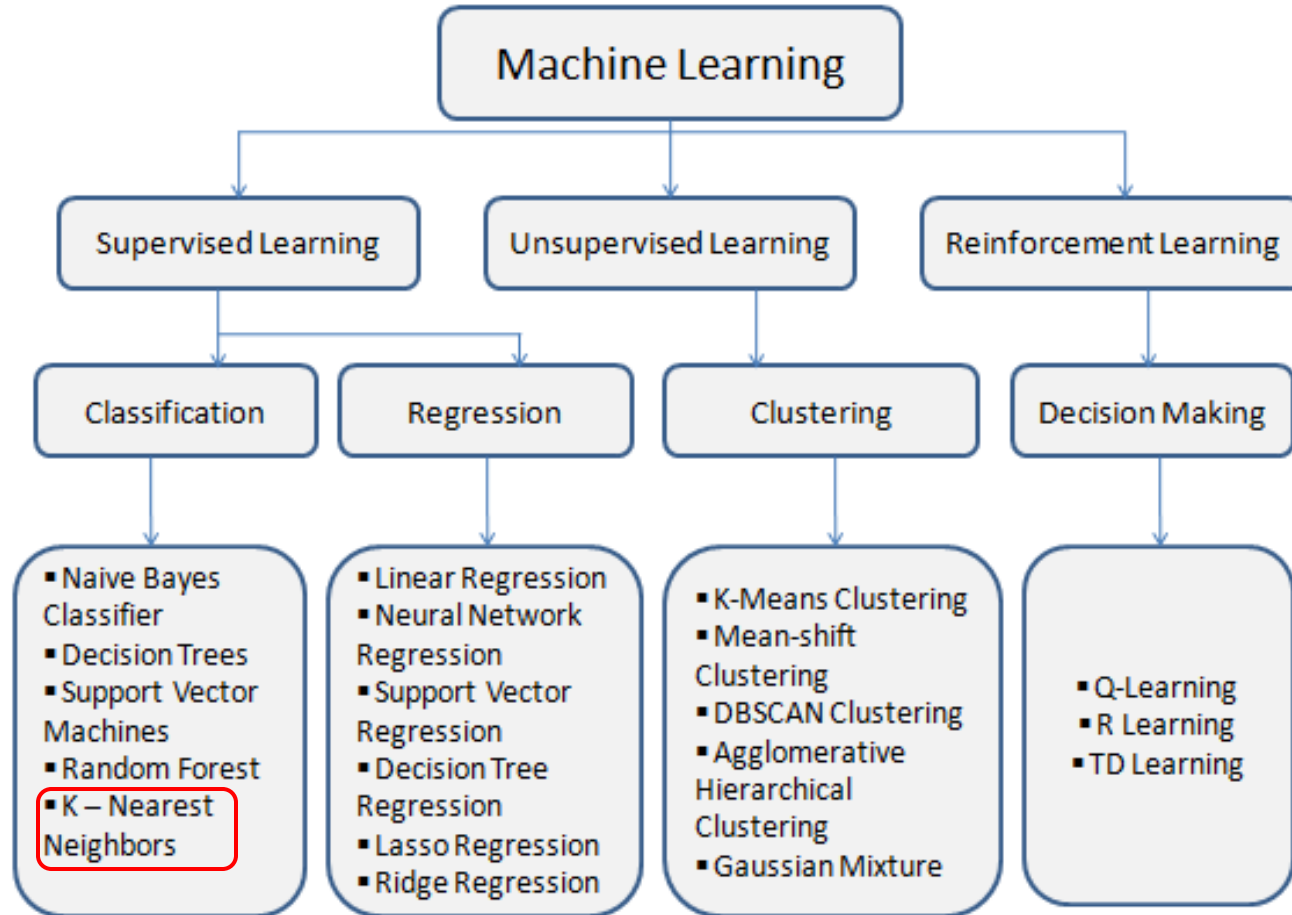 Machine Learning
Supervised Learning
Unsupervised Learning
Reinforcement Learning
Classification
Regression
Clustering
Decision Making
▪ Naive Bayes
Classifier
▪ Decision Trees
▪ Support Vector
Machines
▪ Random Forest
▪ K – Nearest
Neighbors
▪ Linear Regression
▪ Neural Network
Regression
▪ Support Vector
Regression
▪ Decision Tree
Regression
▪ Lasso Regression
▪ Ridge Regression
▪ K-Means Clustering
▪ Mean-shift
Clustering
▪ DBSCAN Clustering
▪ Agglomerative
Hierarchical
Clustering
▪ Gaussian Mixture
▪ Q-Learning
▪ R Learning
▪ TD Learning